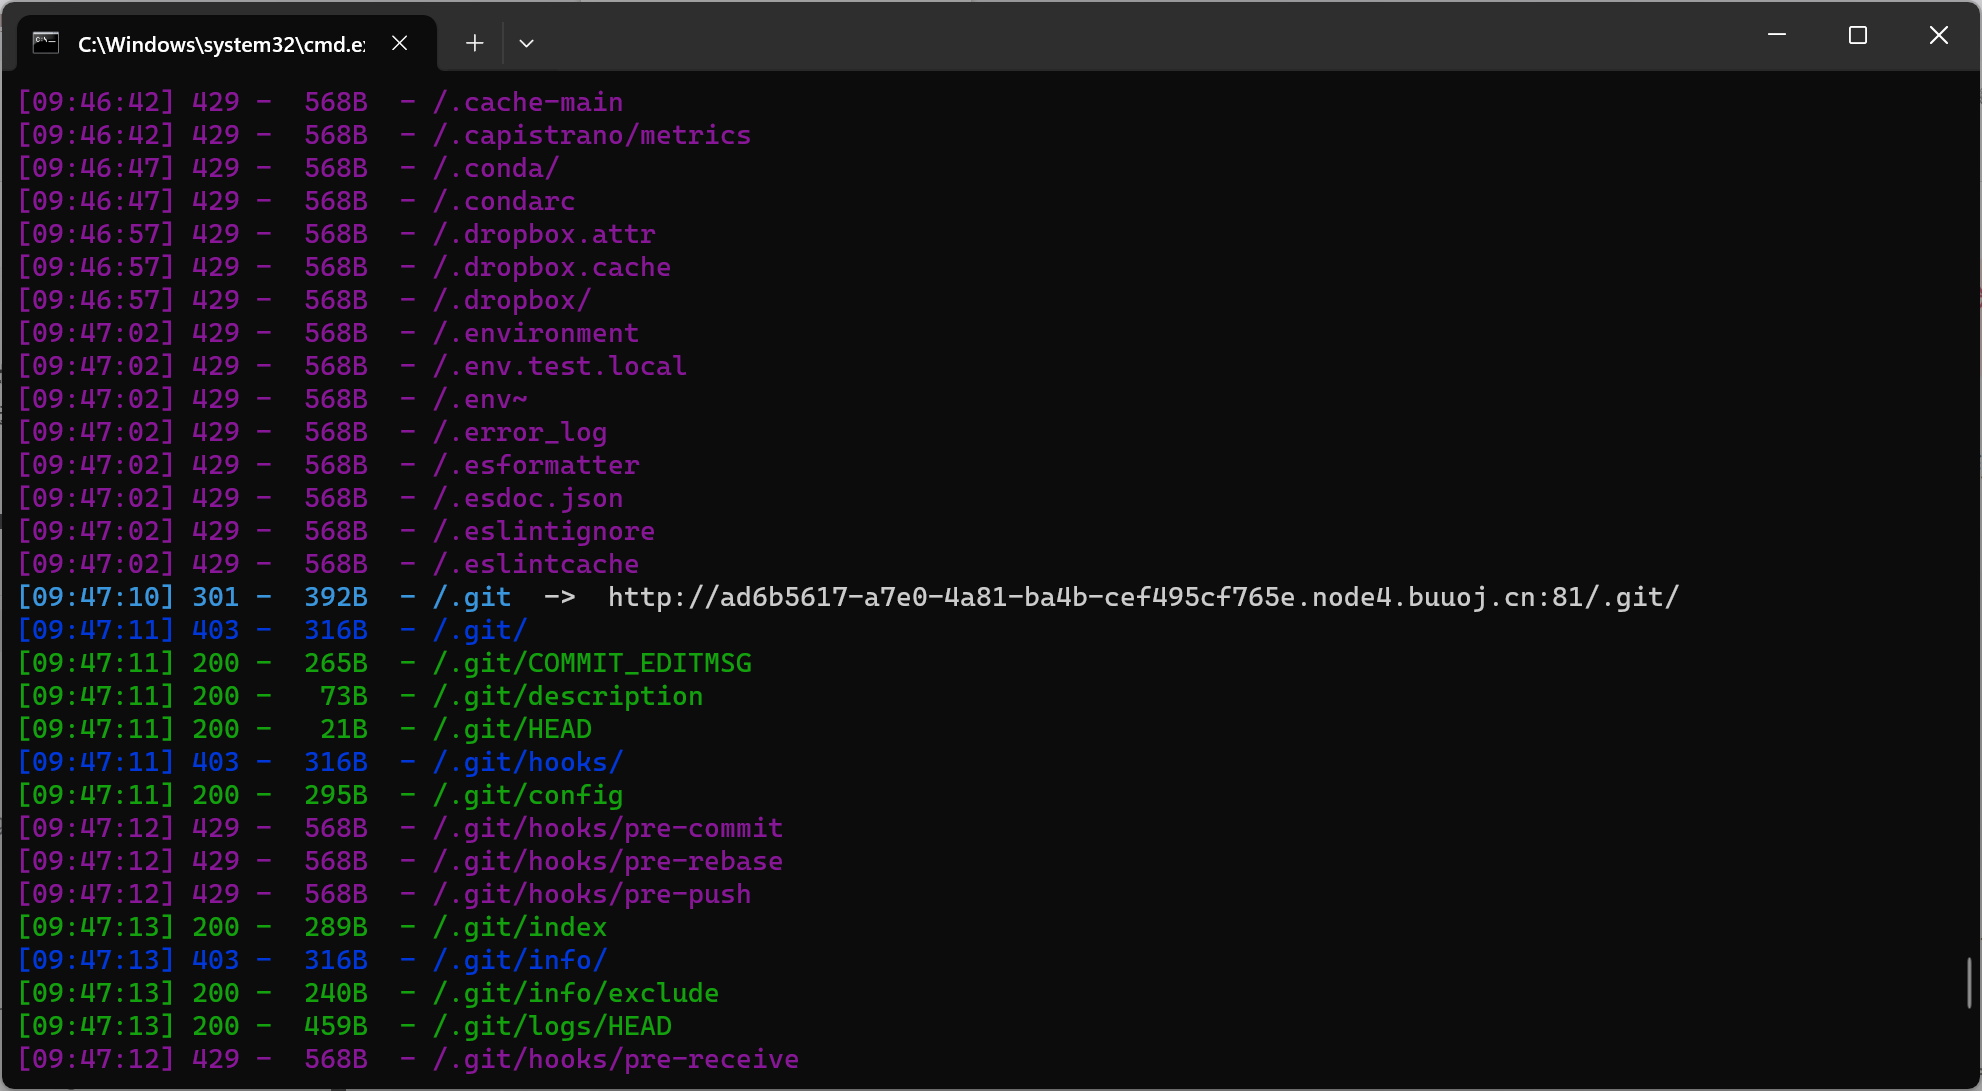 C:\Windows\system32\cmd.e
[09:46:42] 429 -  568B  - /.cache-main
[09:46:42] 429 -  568B  - /.capistrano/metrics
[09:46:47] 429 -  568B  - /.conda/
[09:46:47] 429 -  568B  - /.condarc
[09:46:57] 429 -  568B  - /.dropbox.attr
[09:46:57] 429 -  568B  - /.dropbox.cache
[09:46:57] 429 -  568B  - /.dropbox/
[09:47:02] 429 -  568B  - /.environment
[09:47:02] 429 -  568B  - /.env.test.local
[09:47:02] 429 -  568B  - /.env~
[09:47:02] 429 -  568B  - /.error_log
[09:47:02] 429 -  568B  - /.esformatter
[09:47:02] 429 -  568B  - /.esdoc.json
[09:47:02] 429 -  568B  - /.eslintignore
[09:47:02] 429 -  568B  - /.eslintcache
[09:47:10] 301 -  392B  - /.git  ->  http://ad6b5617-a7e0-4a81-ba4b-cef495cf765e.node4.buuoj.cn:81/.git/
[09:47:11] 403 -  316B  - /.git/
[09:47:11] 200 -  265B  - /.git/COMMIT_EDITMSG
[09:47:11] 200 -   73B  - /.git/description
[09:47:11] 200 -   21B  - /.git/HEAD
[09:47:11] 403 -  316B  - /.git/hooks/
[09:47:11] 200 -  295B  - /.git/config
[09:47:12] 429 -  568B  - /.git/hooks/pre-commit
[09:47:12] 429 -  568B  - /.git/hooks/pre-rebase
[09:47:12] 429 -  568B  - /.git/hooks/pre-push
[09:47:13] 200 -  289B  - /.git/index
[09:47:13] 403 -  316B  - /.git/info/
[09:47:13] 200 -  240B  - /.git/info/exclude
[09:47:13] 200 -  459B  - /.git/logs/HEAD
[09:47:12] 429 -  568B  - /.git/hooks/pre-receive